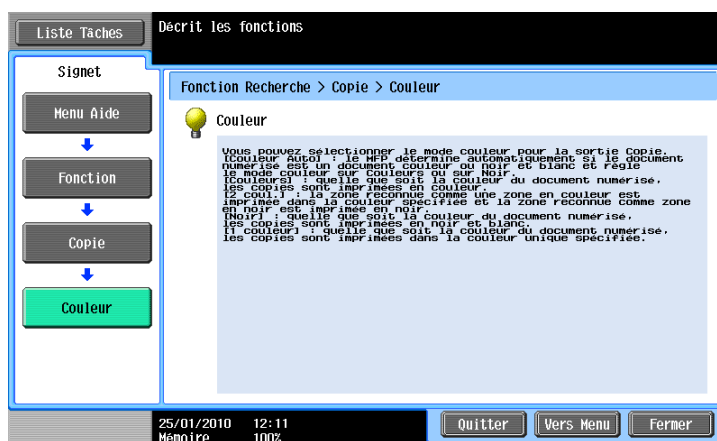 Liste Tâches
Décrit les fonctions
Signet
Menu Aide
Fonction
Copie
Couleur
Fonction Recherche > Copie > Couleur
Couleur
Vous pouvez sélectionner le mode couleur pour la sortie Copie.
[Couleur Auto] : le MFP détermine automatiquement si le document
numérisé est un document couleur ou noir et blanc et règle
le mode couleur sur Couleurs ou sur Noir.
[Couleurs] : quelle que soit la couleur du document numérisé,
les copies sont imprimées en couleur.
[2 coul.] : la zone reconnue comme une zone en couleur est
imprimée dans la couleur spécifiée et la zone reconnue comme zone
en noir est imprimée en noir.
[Noir] : quelle que soit la couleur du document numérisé,
les copies sont imprimées en noir et blanc.
[1 couleur] : quelle que soit la couleur du document numérisé,
les copies sont imprimées dans la couleur unique spécifiée.
25/01/2010 12:11
Mémoire 100%
Quitter
Vers Menu
Fermer